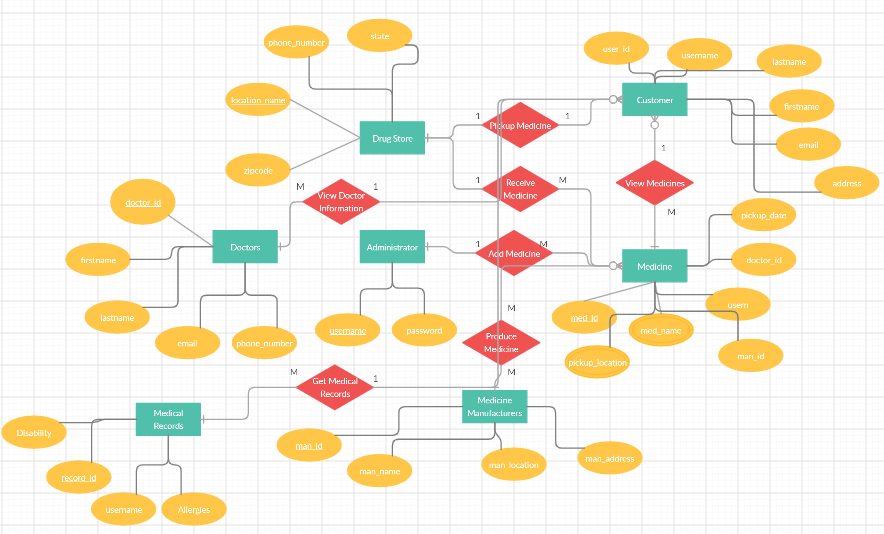 state
phone_number
user_id
username
lastname
location_name
Customer
firstname
1
1
Pickup Medicine
Drug Store
email
1
zipcode
1
Receive
Medicine
M
View Medicines
address
M
View Doctor
Information
1
doctor_id
M
pickup_date
Doctors
Administrator
1
Add Medicine
M
firstname
Medicine
doctor_id
lastname
username
password
M
med_id
med_name
usern
email
phone_number
Produce
Medicine
man_id
pickup_location
M
Get Medical
Records
1
M
Medicine
Manufacturers
Medical
Records
Disability
man_id
man_name
man_location
man_address
record_id
username
Allergies